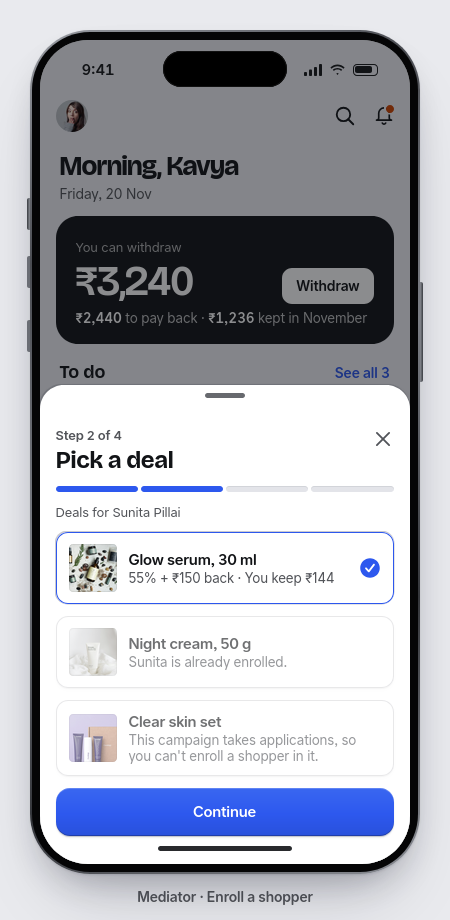 9:41
Morning, Kavya
Friday, 20 Nov
You can withdraw
₹3,240
Withdraw
₹2,440 to pay back · ₹1,236 kept in November
To do
See all 3
Step 2 of 4
Pick a deal
Deals for Sunita Pillai
Glow serum, 30 ml
55% + ₹150 back · You keep ₹144
Night cream, 50 g
Sunita is already enrolled.
Clear skin set
This campaign takes applications, so
you can't enroll a shopper in it.
Continue
Mediator · Enroll a shopper